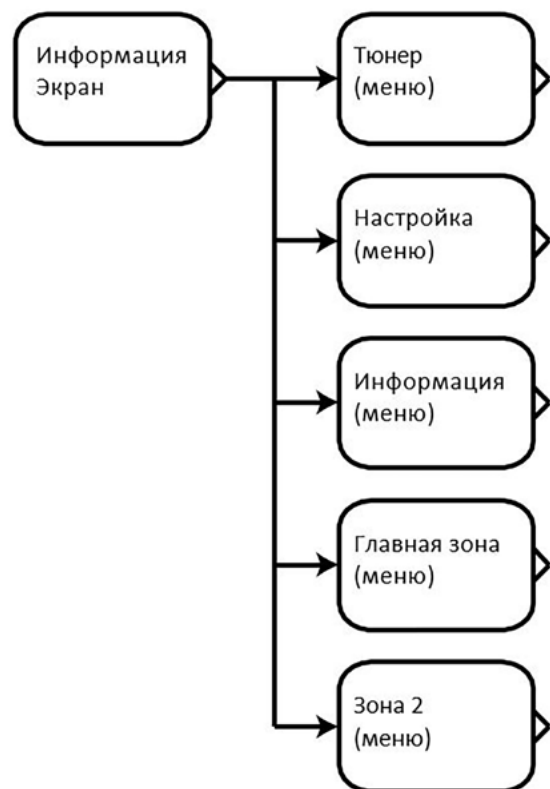 Информация
Экран
Тюнер
(меню)
Настройка
(меню)
Информация
(меню)
Главная зона
(меню)
Зона 2
(меню)